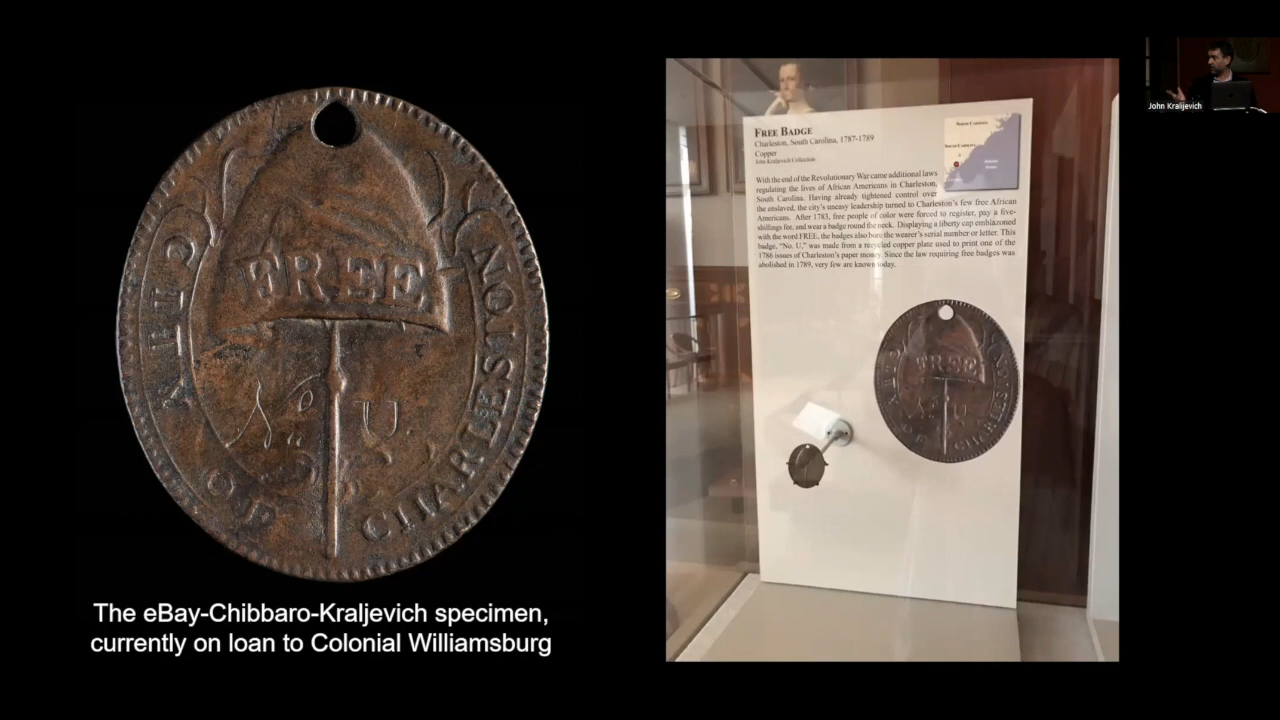 CITY
OF
CHARLESTON
FREE
No
U.
The eBay-Chibbaro-Kraljevich specimen,
currently on loan to Colonial Williamsburg
FREE BADGE
Charleston, South Carolina, 1787-1789
Copper
John Kraljevich Collection
With the end of the Revolutionary War came additional laws
regulating the lives of African Americans in Charleston,
South Carolina. Having already tightened control over
the enslaved, the city's uneasy leadership turned to Charleston's few free African
Americans. After 1783, free people of color were forced to register, pay a five-
shillings fee, and wear a badge round the neck. Displaying a liberty cap emblazoned
with the word FREE, the badges also bore the wearer's serial number or letter. This
badge, "No. U," was made from a recycled copper plate used to print one of the
1786 issues of Charleston's paper money. Since the law requiring free badges was
abolished in 1789, very few are known today.
NORTH CAROLINA
SOUTH CAROLINA
FREE
U
OF
CHARLESTON
John Kraljevich